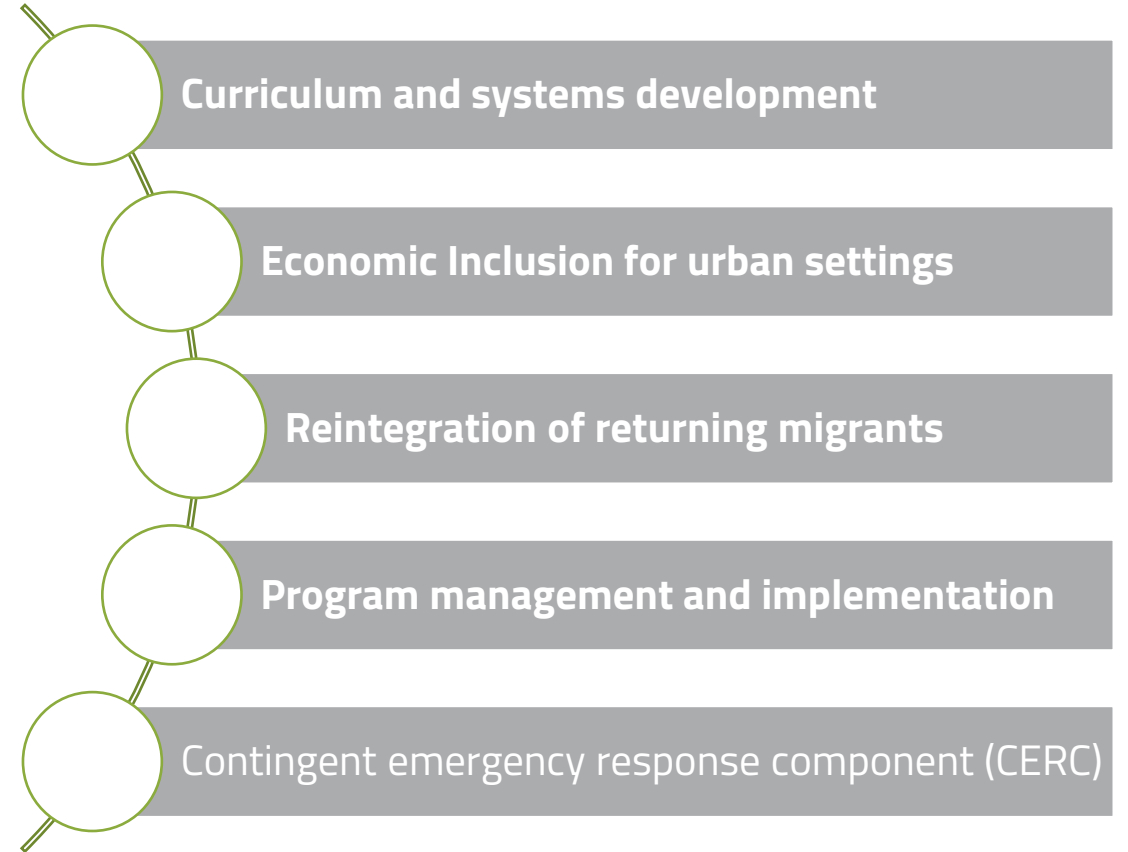 Curriculum and systems development
Economic Inclusion for urban settings
Reintegration of returning migrants
Program management and implementation
Contingent emergency response component (CERC)